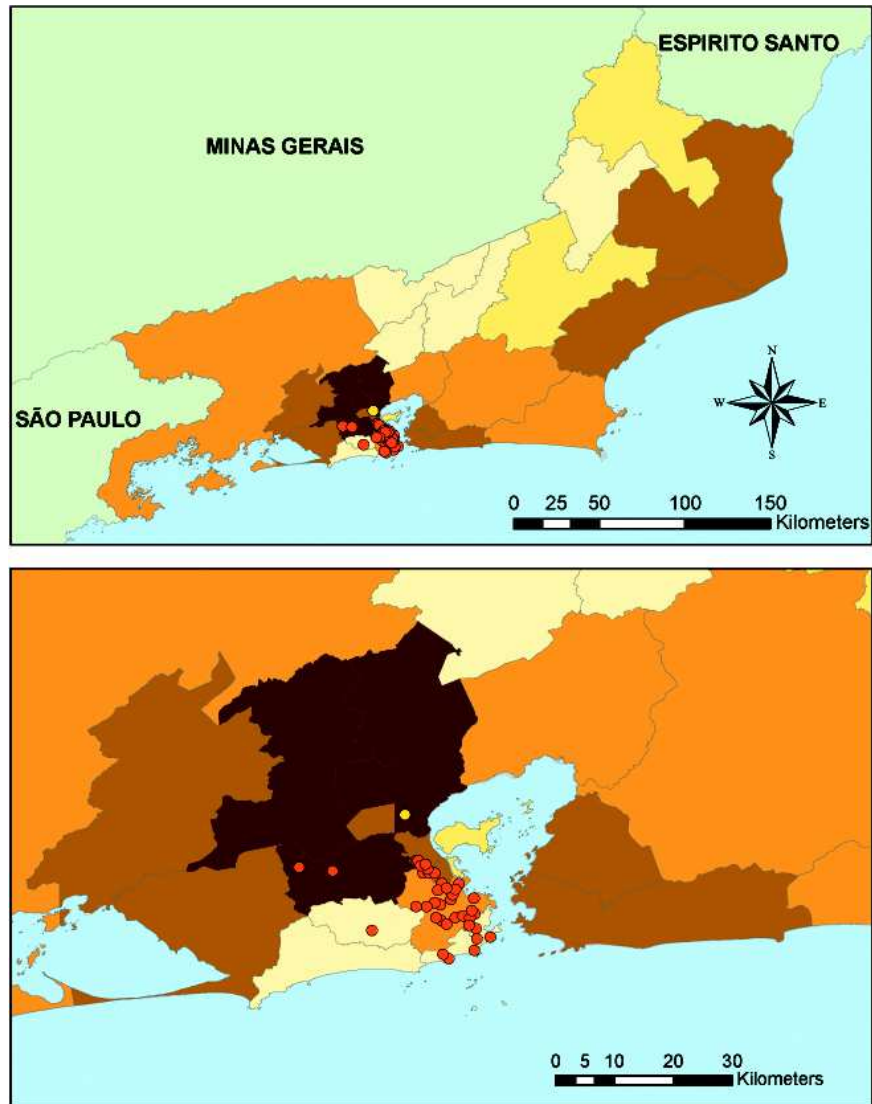 ESPIRITO SANTO
MINAS GERAIS
SÃO PAULO
N
W E
S
0 25 50 100 150
Kilometers
0 5 10 20 30
Kilometers